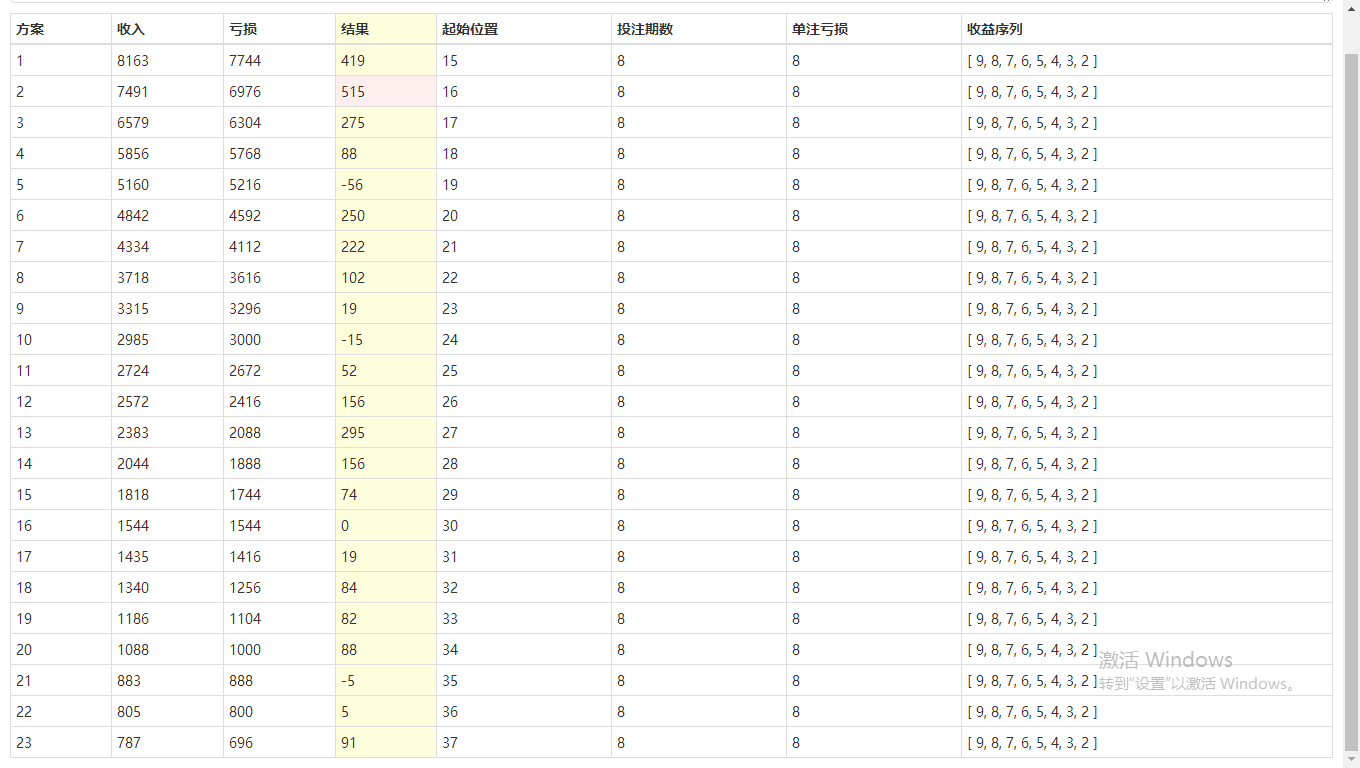 方案 收入 亏损 结果 起始位置 投注期数 单注亏损 收益序列
1 8163 7744 419 15 8 8 [ 9, 8, 7, 6, 5, 4, 3, 2 ]
2 7491 6976 515 16 8 8 [ 9, 8, 7, 6, 5, 4, 3, 2 ]
3 6579 6304 275 17 8 8 [ 9, 8, 7, 6, 5, 4, 3, 2 ]
4 5856 5768 88 18 8 8 [ 9, 8, 7, 6, 5, 4, 3, 2 ]
5 5160 5216 -56 19 8 8 [ 9, 8, 7, 6, 5, 4, 3, 2 ]
6 4842 4592 250 20 8 8 [ 9, 8, 7, 6, 5, 4, 3, 2 ]
7 4334 4112 222 21 8 8 [ 9, 8, 7, 6, 5, 4, 3, 2 ]
8 3718 3616 102 22 8 8 [ 9, 8, 7, 6, 5, 4, 3, 2 ]
9 3315 3296 19 23 8 8 [ 9, 8, 7, 6, 5, 4, 3, 2 ]
10 2985 3000 -15 24 8 8 [ 9, 8, 7, 6, 5, 4, 3, 2 ]
11 2724 2672 52 25 8 8 [ 9, 8, 7, 6, 5, 4, 3, 2 ]
12 2572 2416 156 26 8 8 [ 9, 8, 7, 6, 5, 4, 3, 2 ]
13 2383 2088 295 27 8 8 [ 9, 8, 7, 6, 5, 4, 3, 2 ]
14 2044 1888 156 28 8 8 [ 9, 8, 7, 6, 5, 4, 3, 2 ]
15 1818 1744 74 29 8 8 [ 9, 8, 7, 6, 5, 4, 3, 2 ]
16 1544 1544 0 30 8 8 [ 9, 8, 7, 6, 5, 4, 3, 2 ]
17 1435 1416 19 31 8 8 [ 9, 8, 7, 6, 5, 4, 3, 2 ]
18 1340 1256 84 32 8 8 [ 9, 8, 7, 6, 5, 4, 3, 2 ]
19 1186 1104 82 33 8 8 [ 9, 8, 7, 6, 5, 4, 3, 2 ]
20 1088 1000 88 34 8 8 [ 9, 8, 7, 6, 5, 4, 3, 2 ]
激活 Windows
21 883 888 -5 35 8 8 [ 9, 8, 7, 6, 5, 4, 3, 2 ]
转到“设置”以激活 Windows。
22 805 800 5 36 8 8 [ 9, 8, 7, 6, 5, 4, 3, 2 ]
23 787 696 91 37 8 8 [ 9, 8, 7, 6, 5, 4, 3, 2 ]